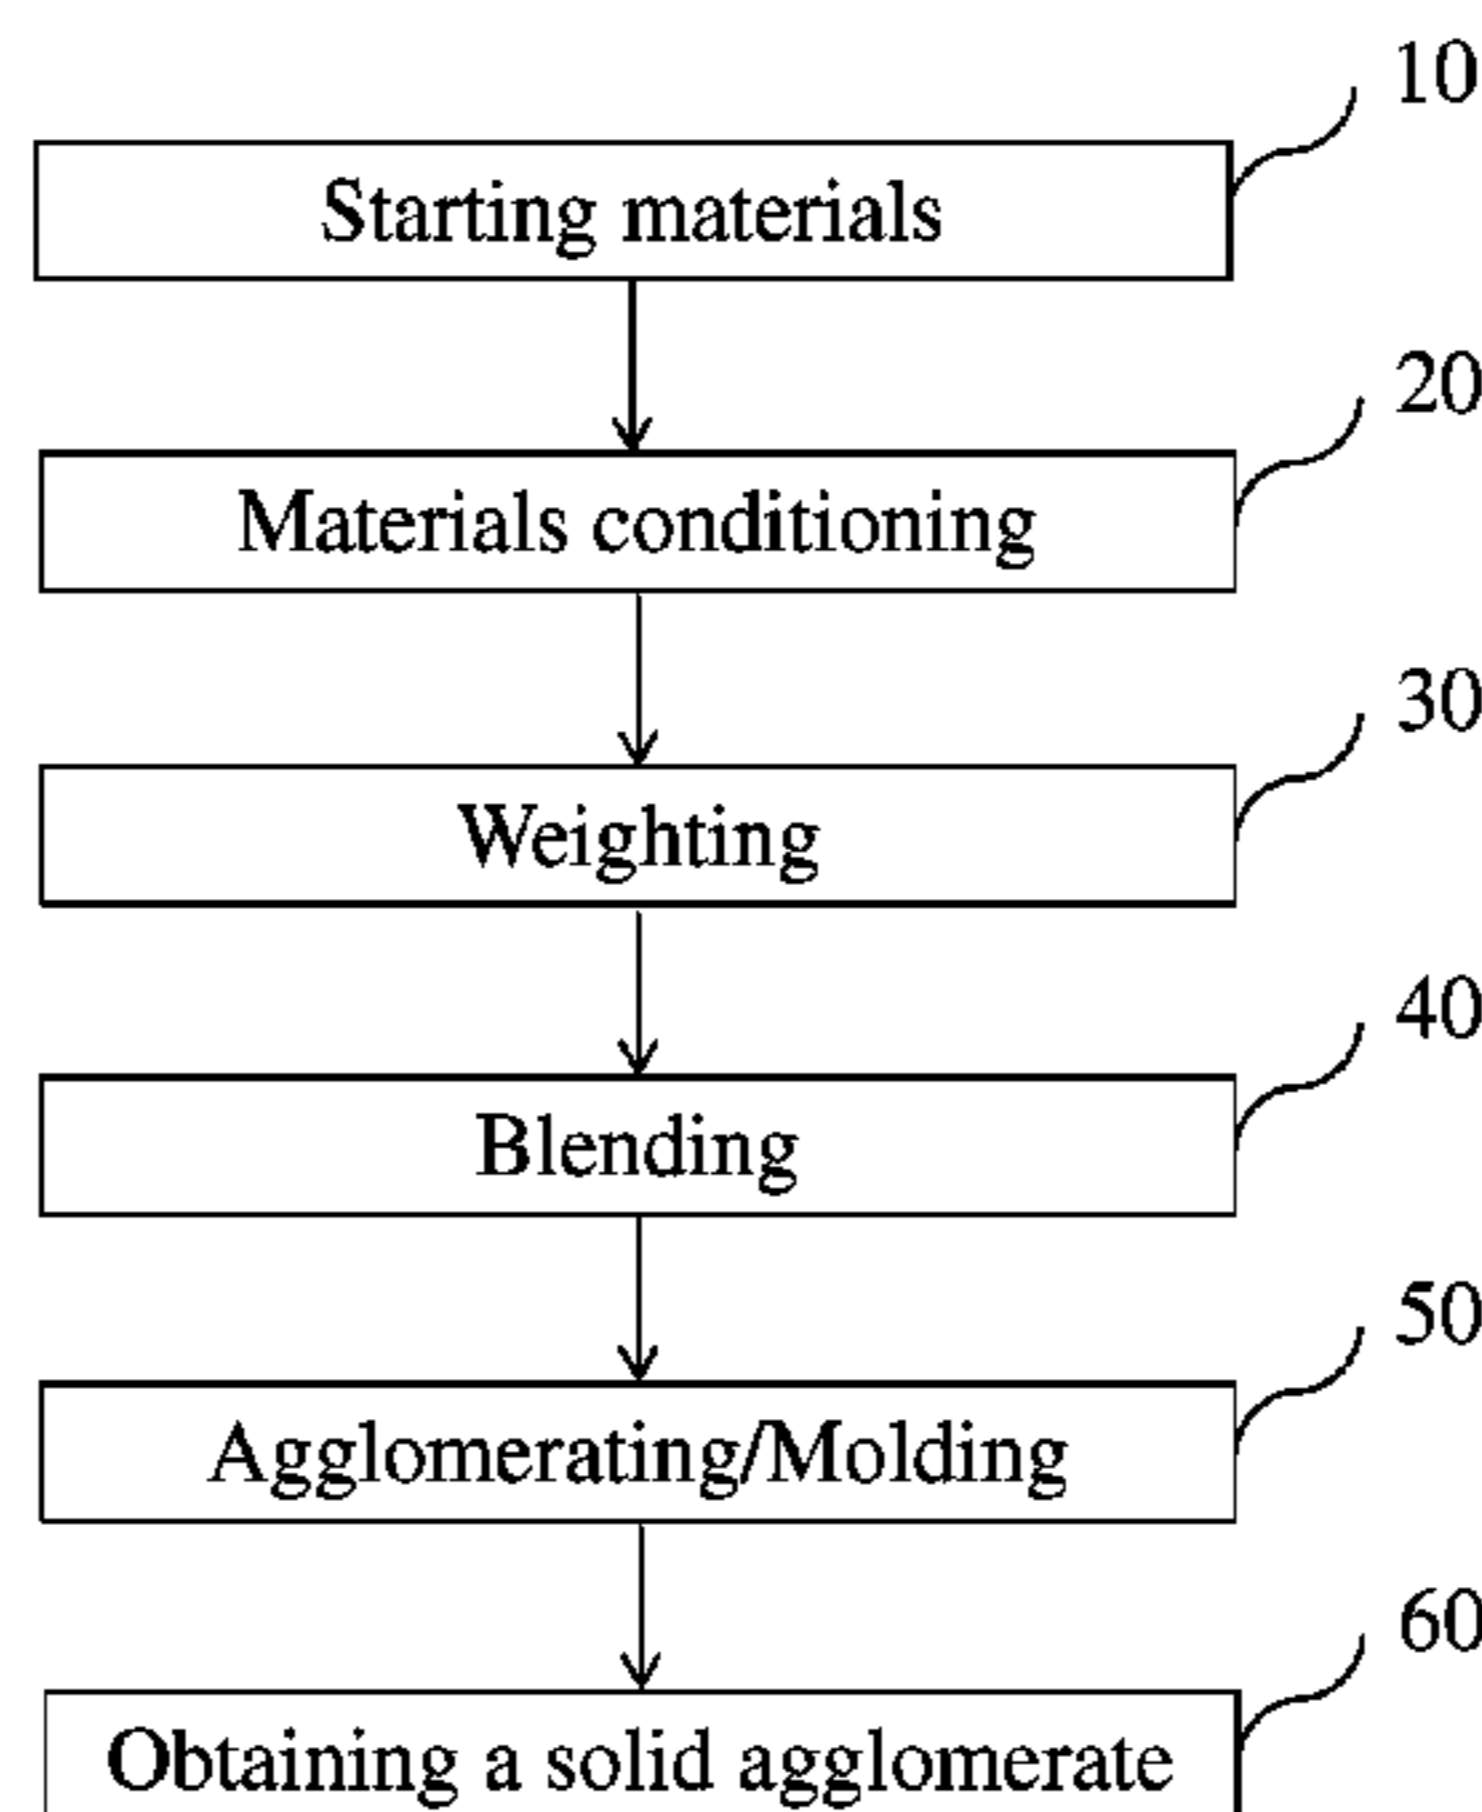 10
Starting materials
20
Materials conditioning
30
Weighting
40
Blending
50
Agglomerating/Molding
60
Obtaining a solid agglomerate